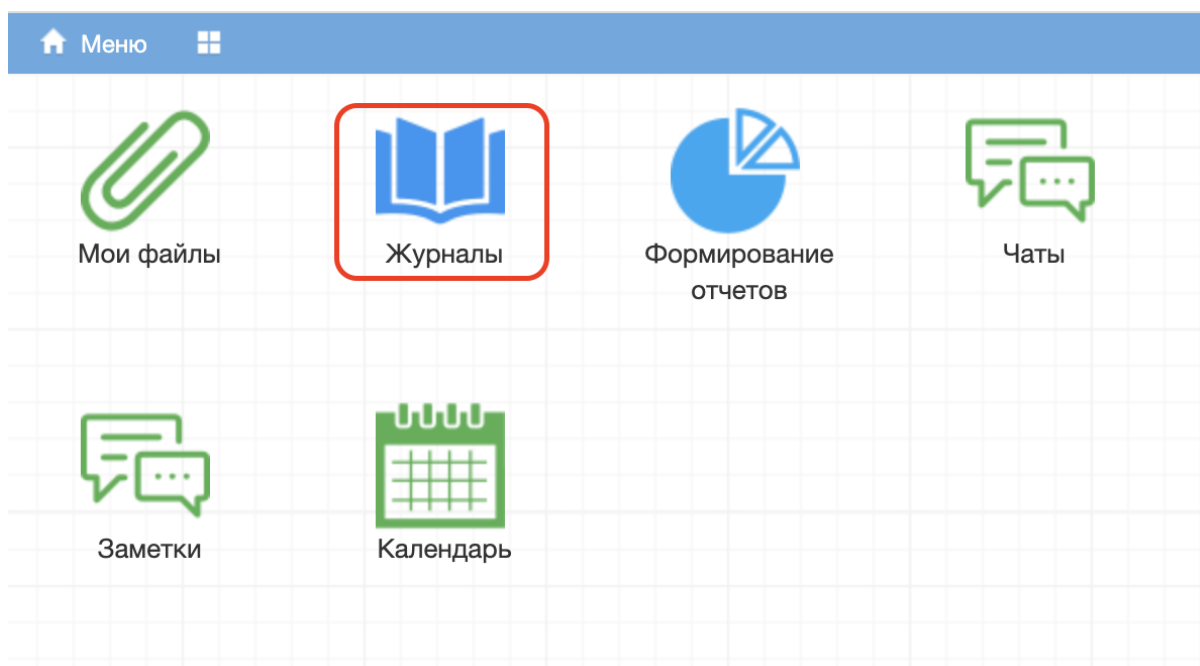 Меню
Мои файлы
Журналы
Формирование
отчетов
Чаты
Заметки
Календарь